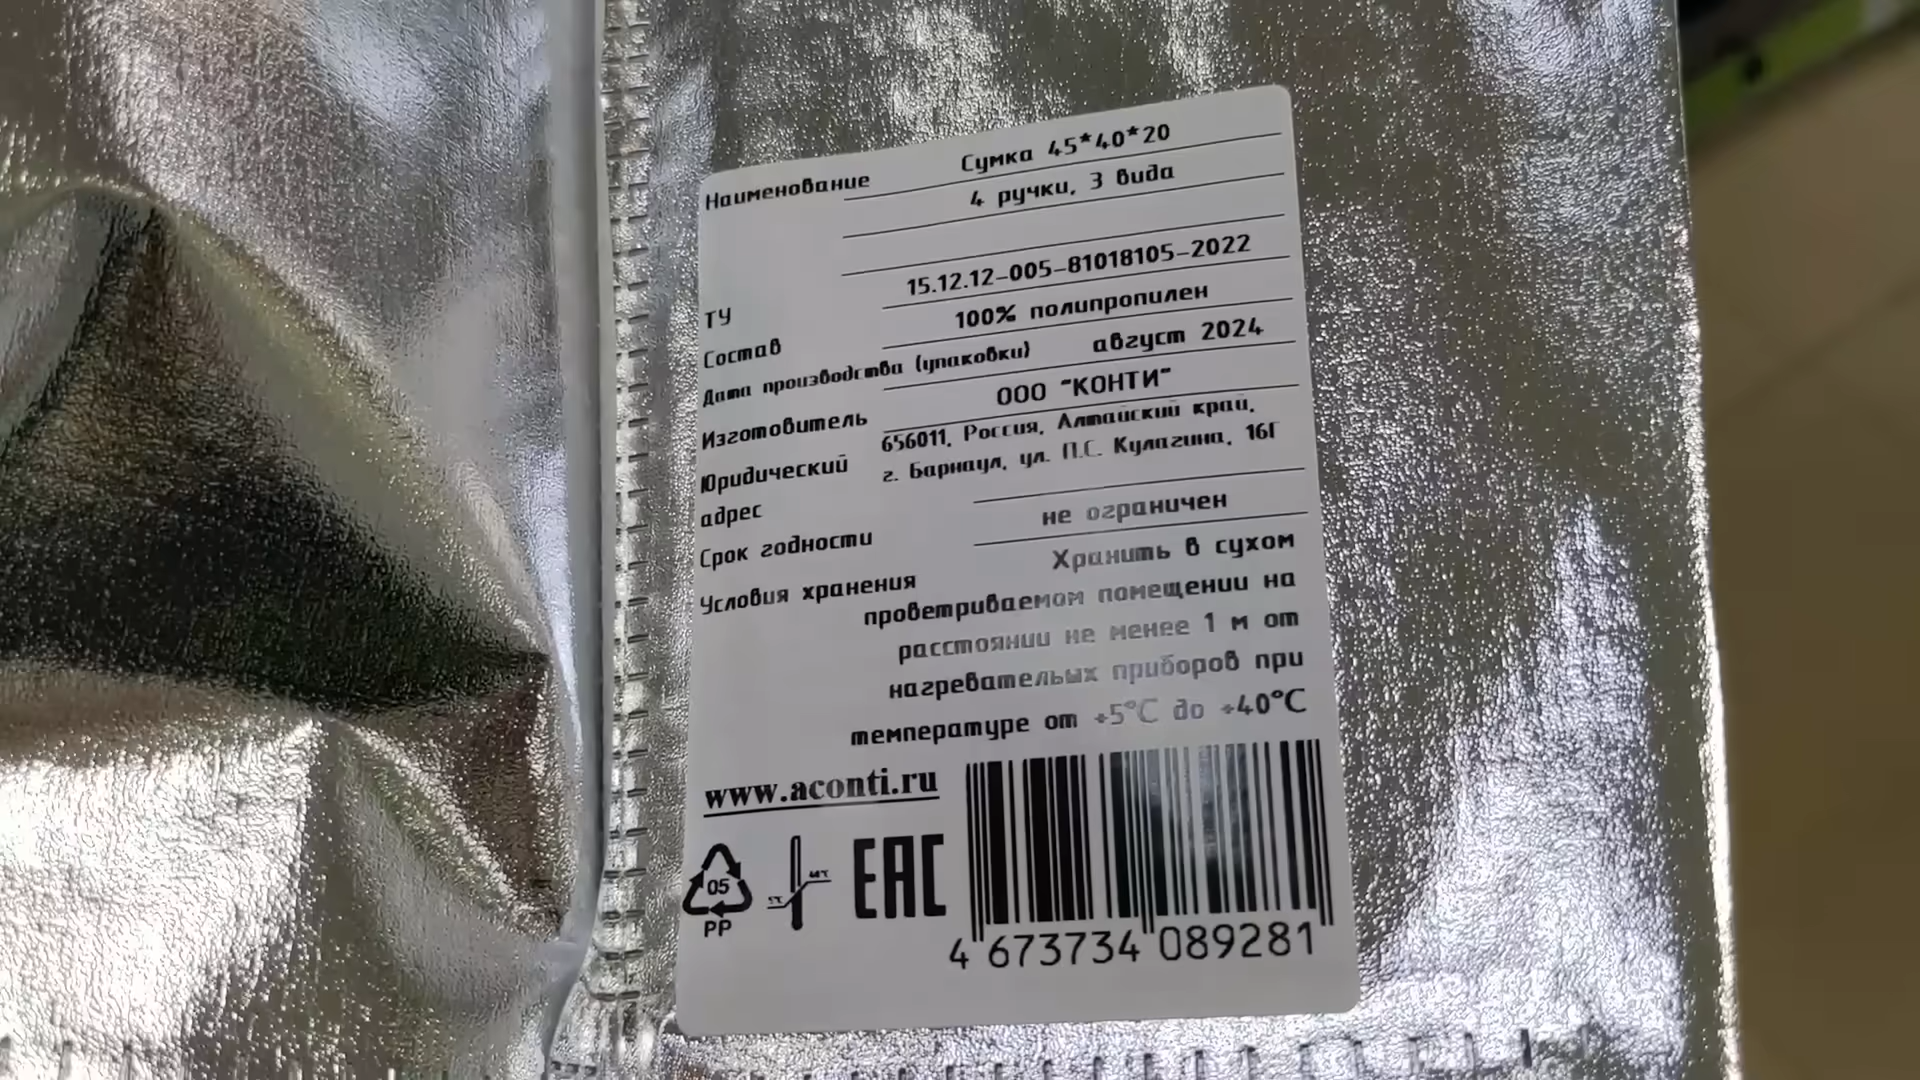 Наименование Сумка 45*40*20
4 ручки, 3 вида
ТУ 15.12.12-005-81018105-2022
Состав 100% полипропилен
Дата производства (упаковки) август 2024
Изготовитель ООО "КОНТИ"
Юридический адрес 656011, Россия, Алтайский край,
г. Барнаул, ул. П.С. Кулагина, 16Г
Срок годности не ограничен
Условия хранения Хранить в сухом
проветриваемом помещении на
расстоянии не менее 1 м от
нагревательых приборов при
температуре от +5°C до +40°C
www.aconti.ru
05
PP
EAC
4 673734 089281